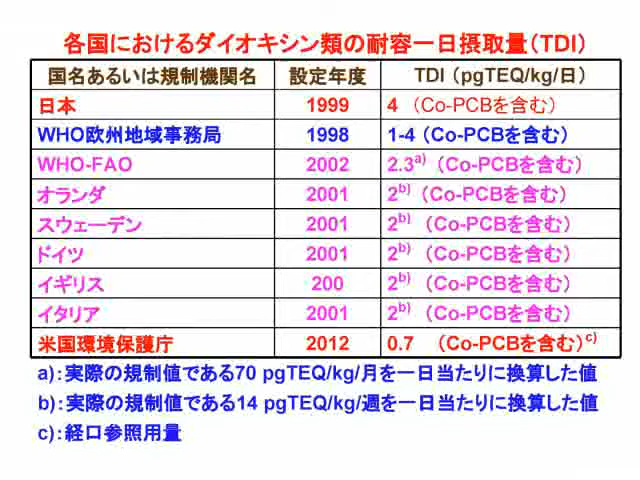 各国におけるダイオキシン類の耐容一日摂取量（TDI）
国名あるいは規制機関名 設定年度 TDI（pgTEQ/kg/日）
日本 1999 4 （Co-PCBを含む）
WHO欧州地域事務局 1998 1-4（Co-PCBを含む）
WHO-FAO 2002 2.3a)（Co-PCBを含む）
オランダ 2001 2b)（Co-PCBを含む）
スウェーデン 2001 2b) （Co-PCBを含む）
ドイツ 2001 2b) （Co-PCBを含む）
イギリス 200 2b) （Co-PCBを含む）
イタリア 2001 2b) （Co-PCBを含む）
米国環境保護庁 2012 0.7 （Co-PCBを含む）c)
a)：実際の規制値である70 pgTEQ/kg/月を一日当たりに換算した値
b)：実際の規制値である14 pgTEQ/kg/週を一日当たりに換算した値
c)：経口参照用量